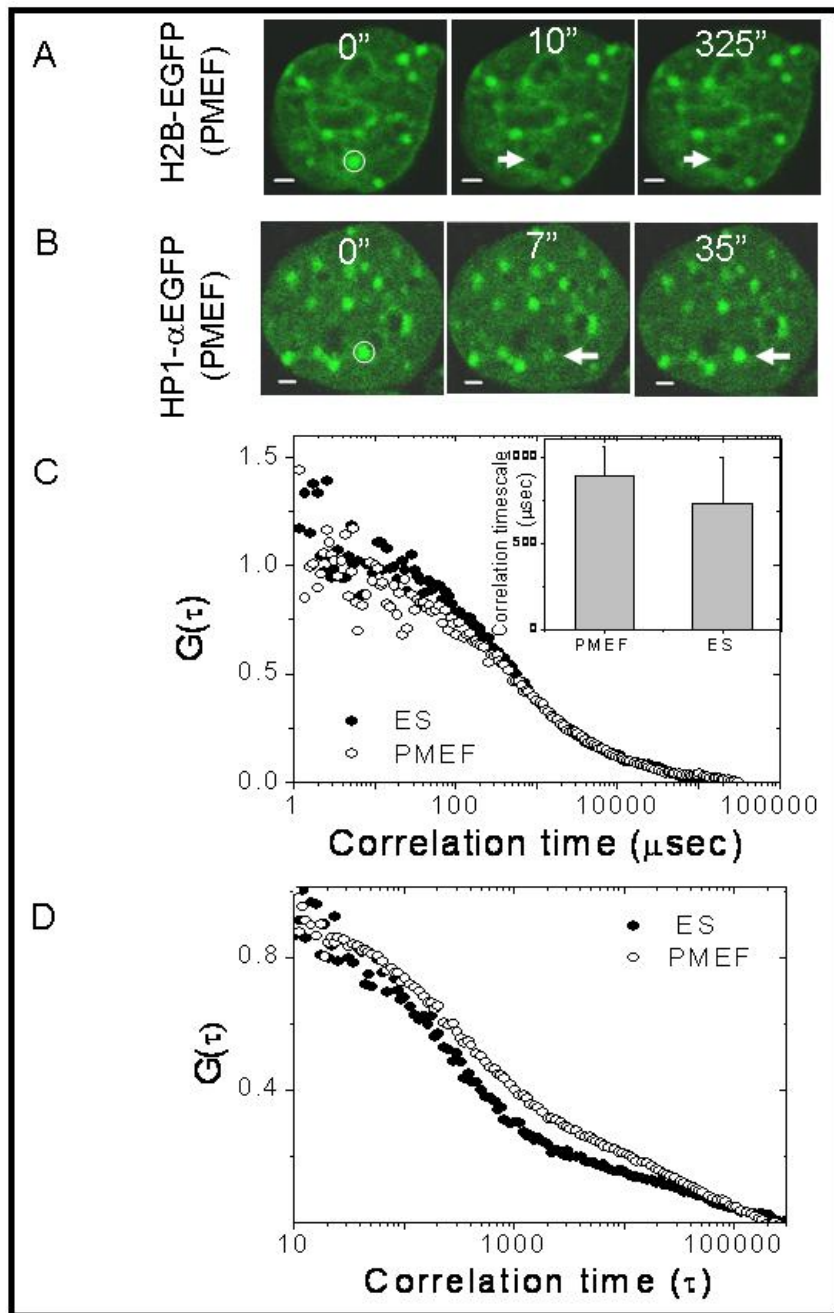 A
H2B-EGFP
(PMEF)
0”
10”
325”
B
HP1-αEGFP
(PMEF)
0”
7”
35”
C
G(τ)
1.5
1.0
0.5
0.0
1
100
10000
1000000
Correlation time (μsec)
ES
PMEF
Correlation timescale
(μsec)
1000
500
0
PMEF
ES
D
G(τ)
0.8
0.4
10
1000
100000
Correlation time (τ)
ES
PMEF